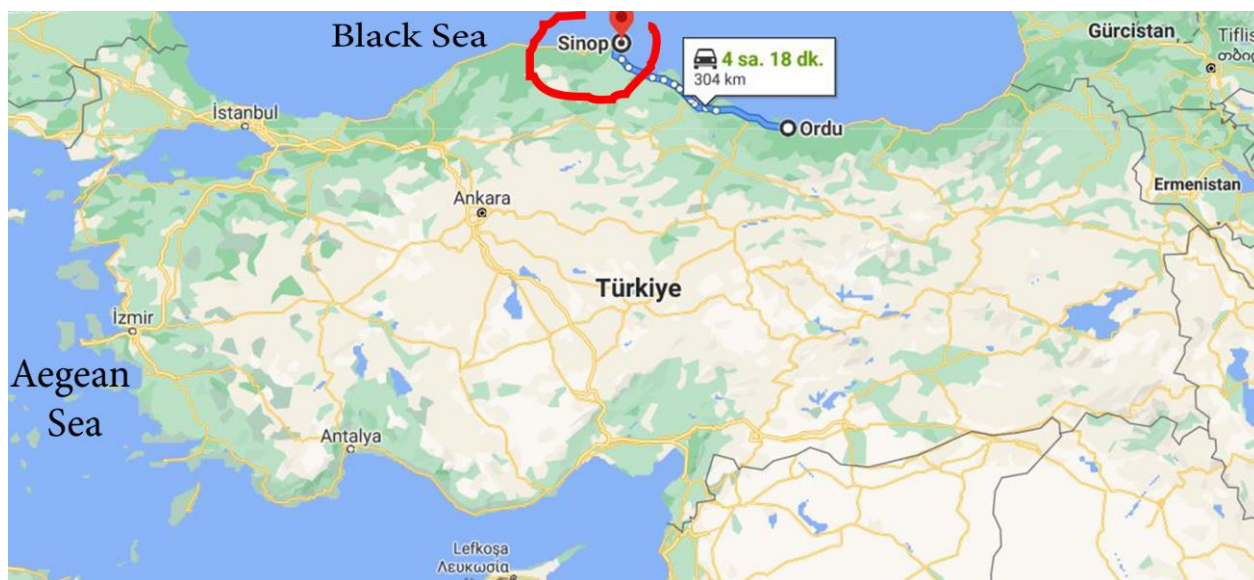 Black Sea
Sinop
4 sa. 18 dk.
304 km
Gürcistan
Tiflis
თბილ
İstanbul
Ordu
Ankara
Ermenistan
Türkiye
İzmir
Aegean
Sea
Antalya
Lefkoşa
Λευκωσία